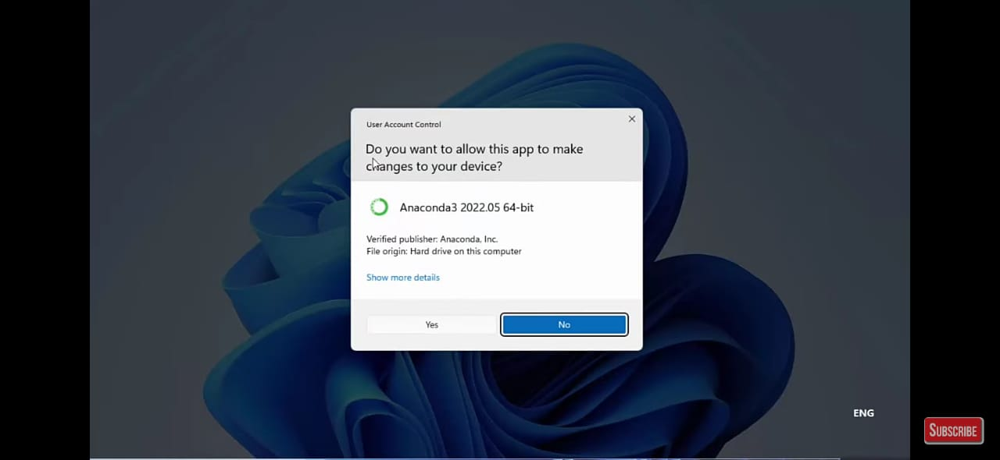 User Account Control
Do you want to allow this app to make
changes to your device?
Anaconda3 2022.05 64-bit
Verified publisher: Anaconda, Inc.
File origin: Hard drive on this computer
Show more details
Yes
No
ENG
SUBSCRIBE